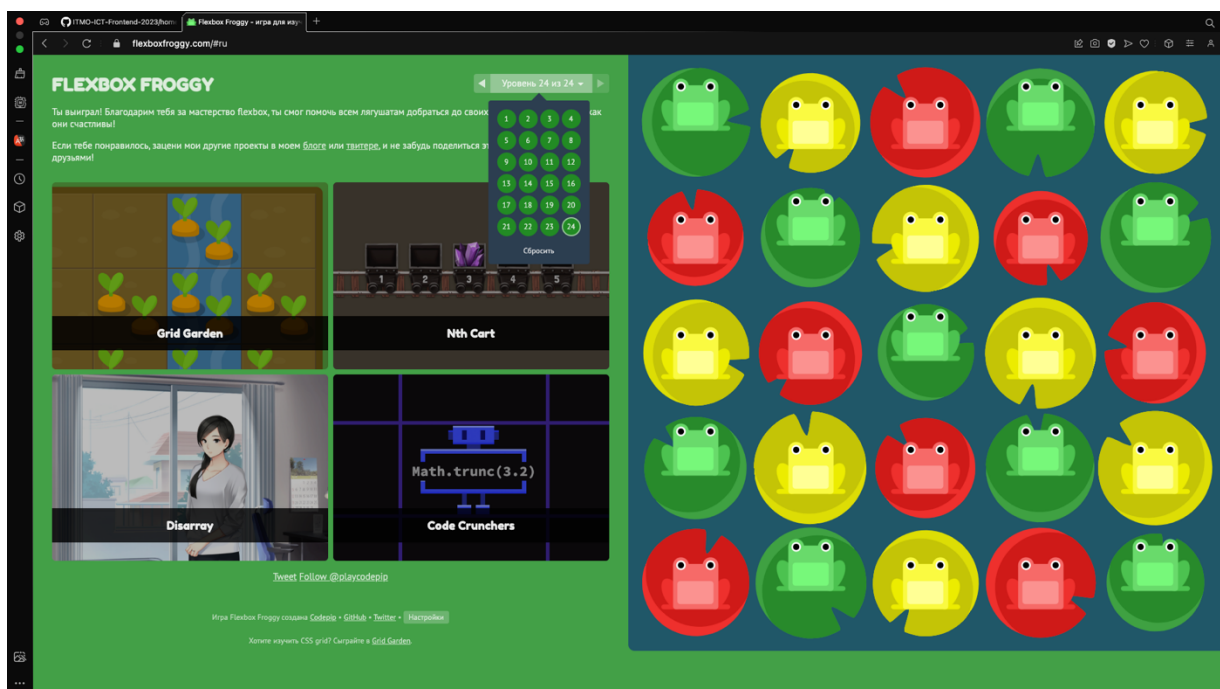 ITMO-ICT-Frontend-2023/hom
Flexbox Froggy - игра для изу
flexboxfroggy.com/#ru
FLEXBOX FROGGY
Уровень 24 из 24
Ты выиграл! Благодарим тебя за мастерство flexbox, ты смог помочь всем лягушатам добраться до своих
как
они счастливы!
Если тебе понравилось, зацени мои другие проекты в моем блоге или твитере, и не забудь поделиться
друзьями!
1 2 3 4
5 6 7 8
9 10 11 12
13 14 15 16
17 18 19 20
21 22 23 24
Сбросить
Grid Garden
1 2 3 4 5
Nth Cart
Disarray
Math.trunc(3.2)
Code Crunchers
Tweet Follow @playcodepip
Игра Flexbox Froggy создана Codepip • GitHub • Twitter • Настройки
Хотите изучить CSS grid? Сыграйте в Grid Garden.